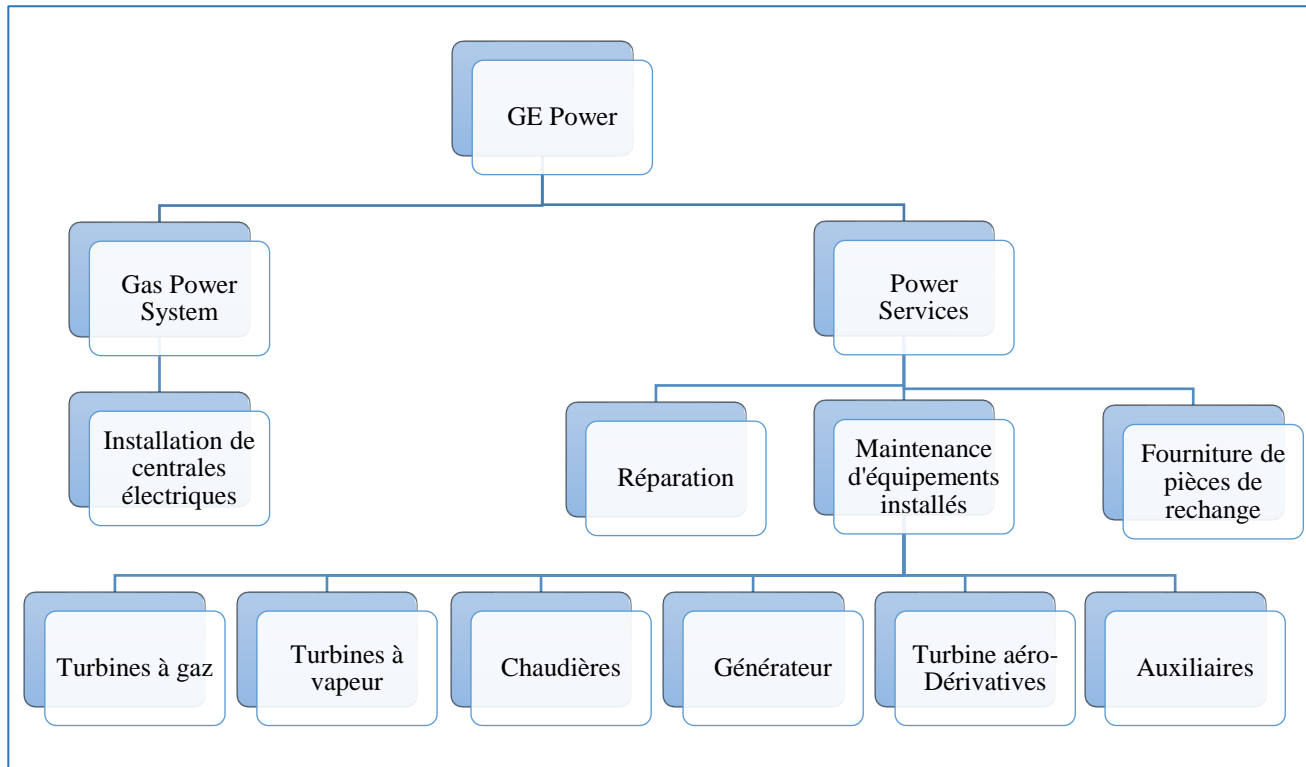 GE Power
Gas Power
System
Power
Services
Installation de
centrales
électriques
Réparation
Maintenance
d'équipements
installés
Fourniture de
pièces de
rechange
Turbines à gaz
Turbines à
vapeur
Chaudières
Générateur
Turbine aéro-
Dérivatives
Auxiliaires